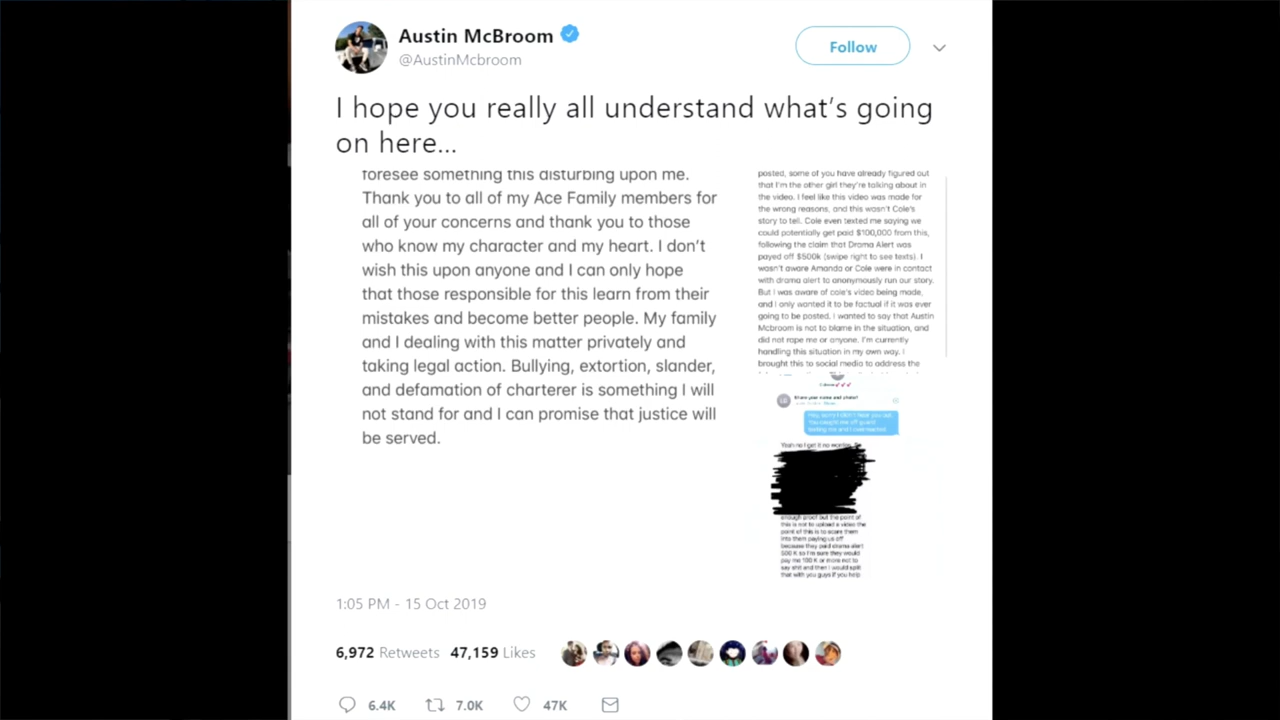 Austin McBroom
@AustinMcbroom
Follow
I hope you really all understand what's going
on here...
foresee something this disturbing upon me.
Thank you to all of my Ace Family members for
all of your concerns and thank you to those
who know my character and my heart. I don't
wish this upon anyone and I can only hope
that those responsible for this learn from their
mistakes and become better people. My family
and I dealing with this matter privately and
taking legal action. Bullying, extortion, slander,
and defamation of charterer is something I will
not stand for and I can promise that justice will
be served.
posted, some of you have already figured out
that I'm the other girl they're talking about in
the video. I feel like this video was made for
the wrong reasons, and this wasn't Cole's
story to tell. Cole even texted me saying we
could potentially get paid $100,000 from this,
following the claim that Drama Alert was
payed off $500k (swipe right to see texts). I
wasn't aware Amanda or Cole were in contact
with drama alert to anonymously run our story.
But I was aware of cole's video being made,
and I only wanted it to be factual if it was ever
going to be posted. I wanted to say that Austin
Mcbroom is not to blame in the situation, and
did not rape me or anyone. I'm currently
handling this situation in my own way. I
brought this to social media to address the
Yeah no I get it no worries
enough proof but the point of
this is not to upload a video the
point of this is to scare them
into them paying us off
because they paid drama alert
500 K so I'm sure they would
pay me 100 K or more not to
say shit and then I would split
that with you guys if you help
1:05 PM - 15 Oct 2019
6,972 Retweets 47,159 Likes
6.4K 7.0K 47K